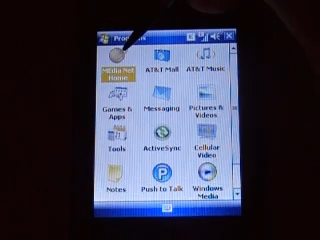 Programs
MEdia Net Home
AT&T Mall
AT&T Music
Games & Apps
Messaging
Pictures & Videos
Tools
ActiveSync
Cellular Video
Notes
Push to Talk
Windows Media